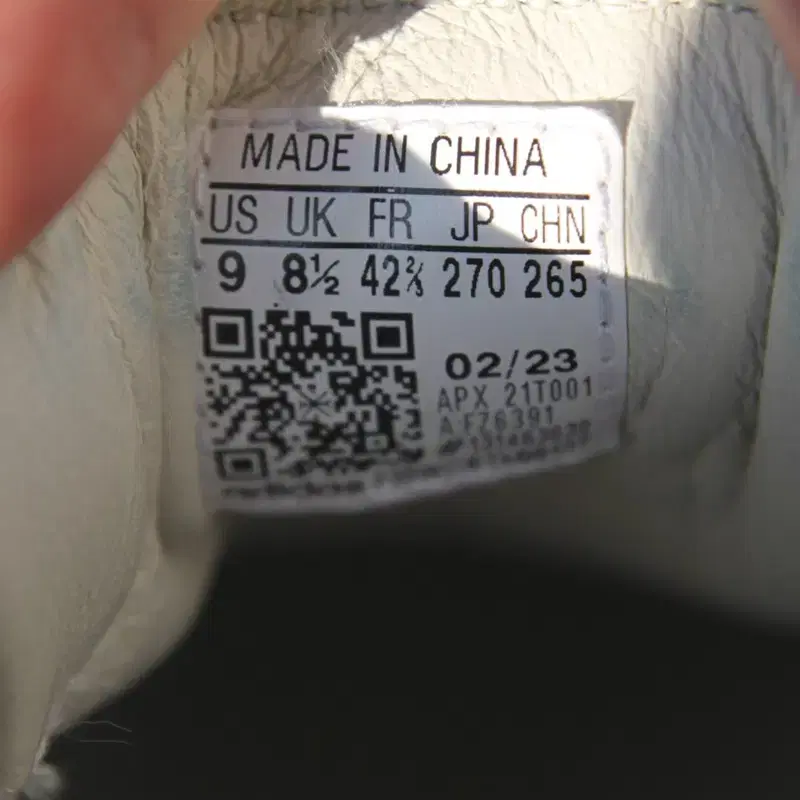 MADE IN CHINA
US UK FR JP CHN
9 8½ 42⅔ 270 265
02/23
APX 21T001